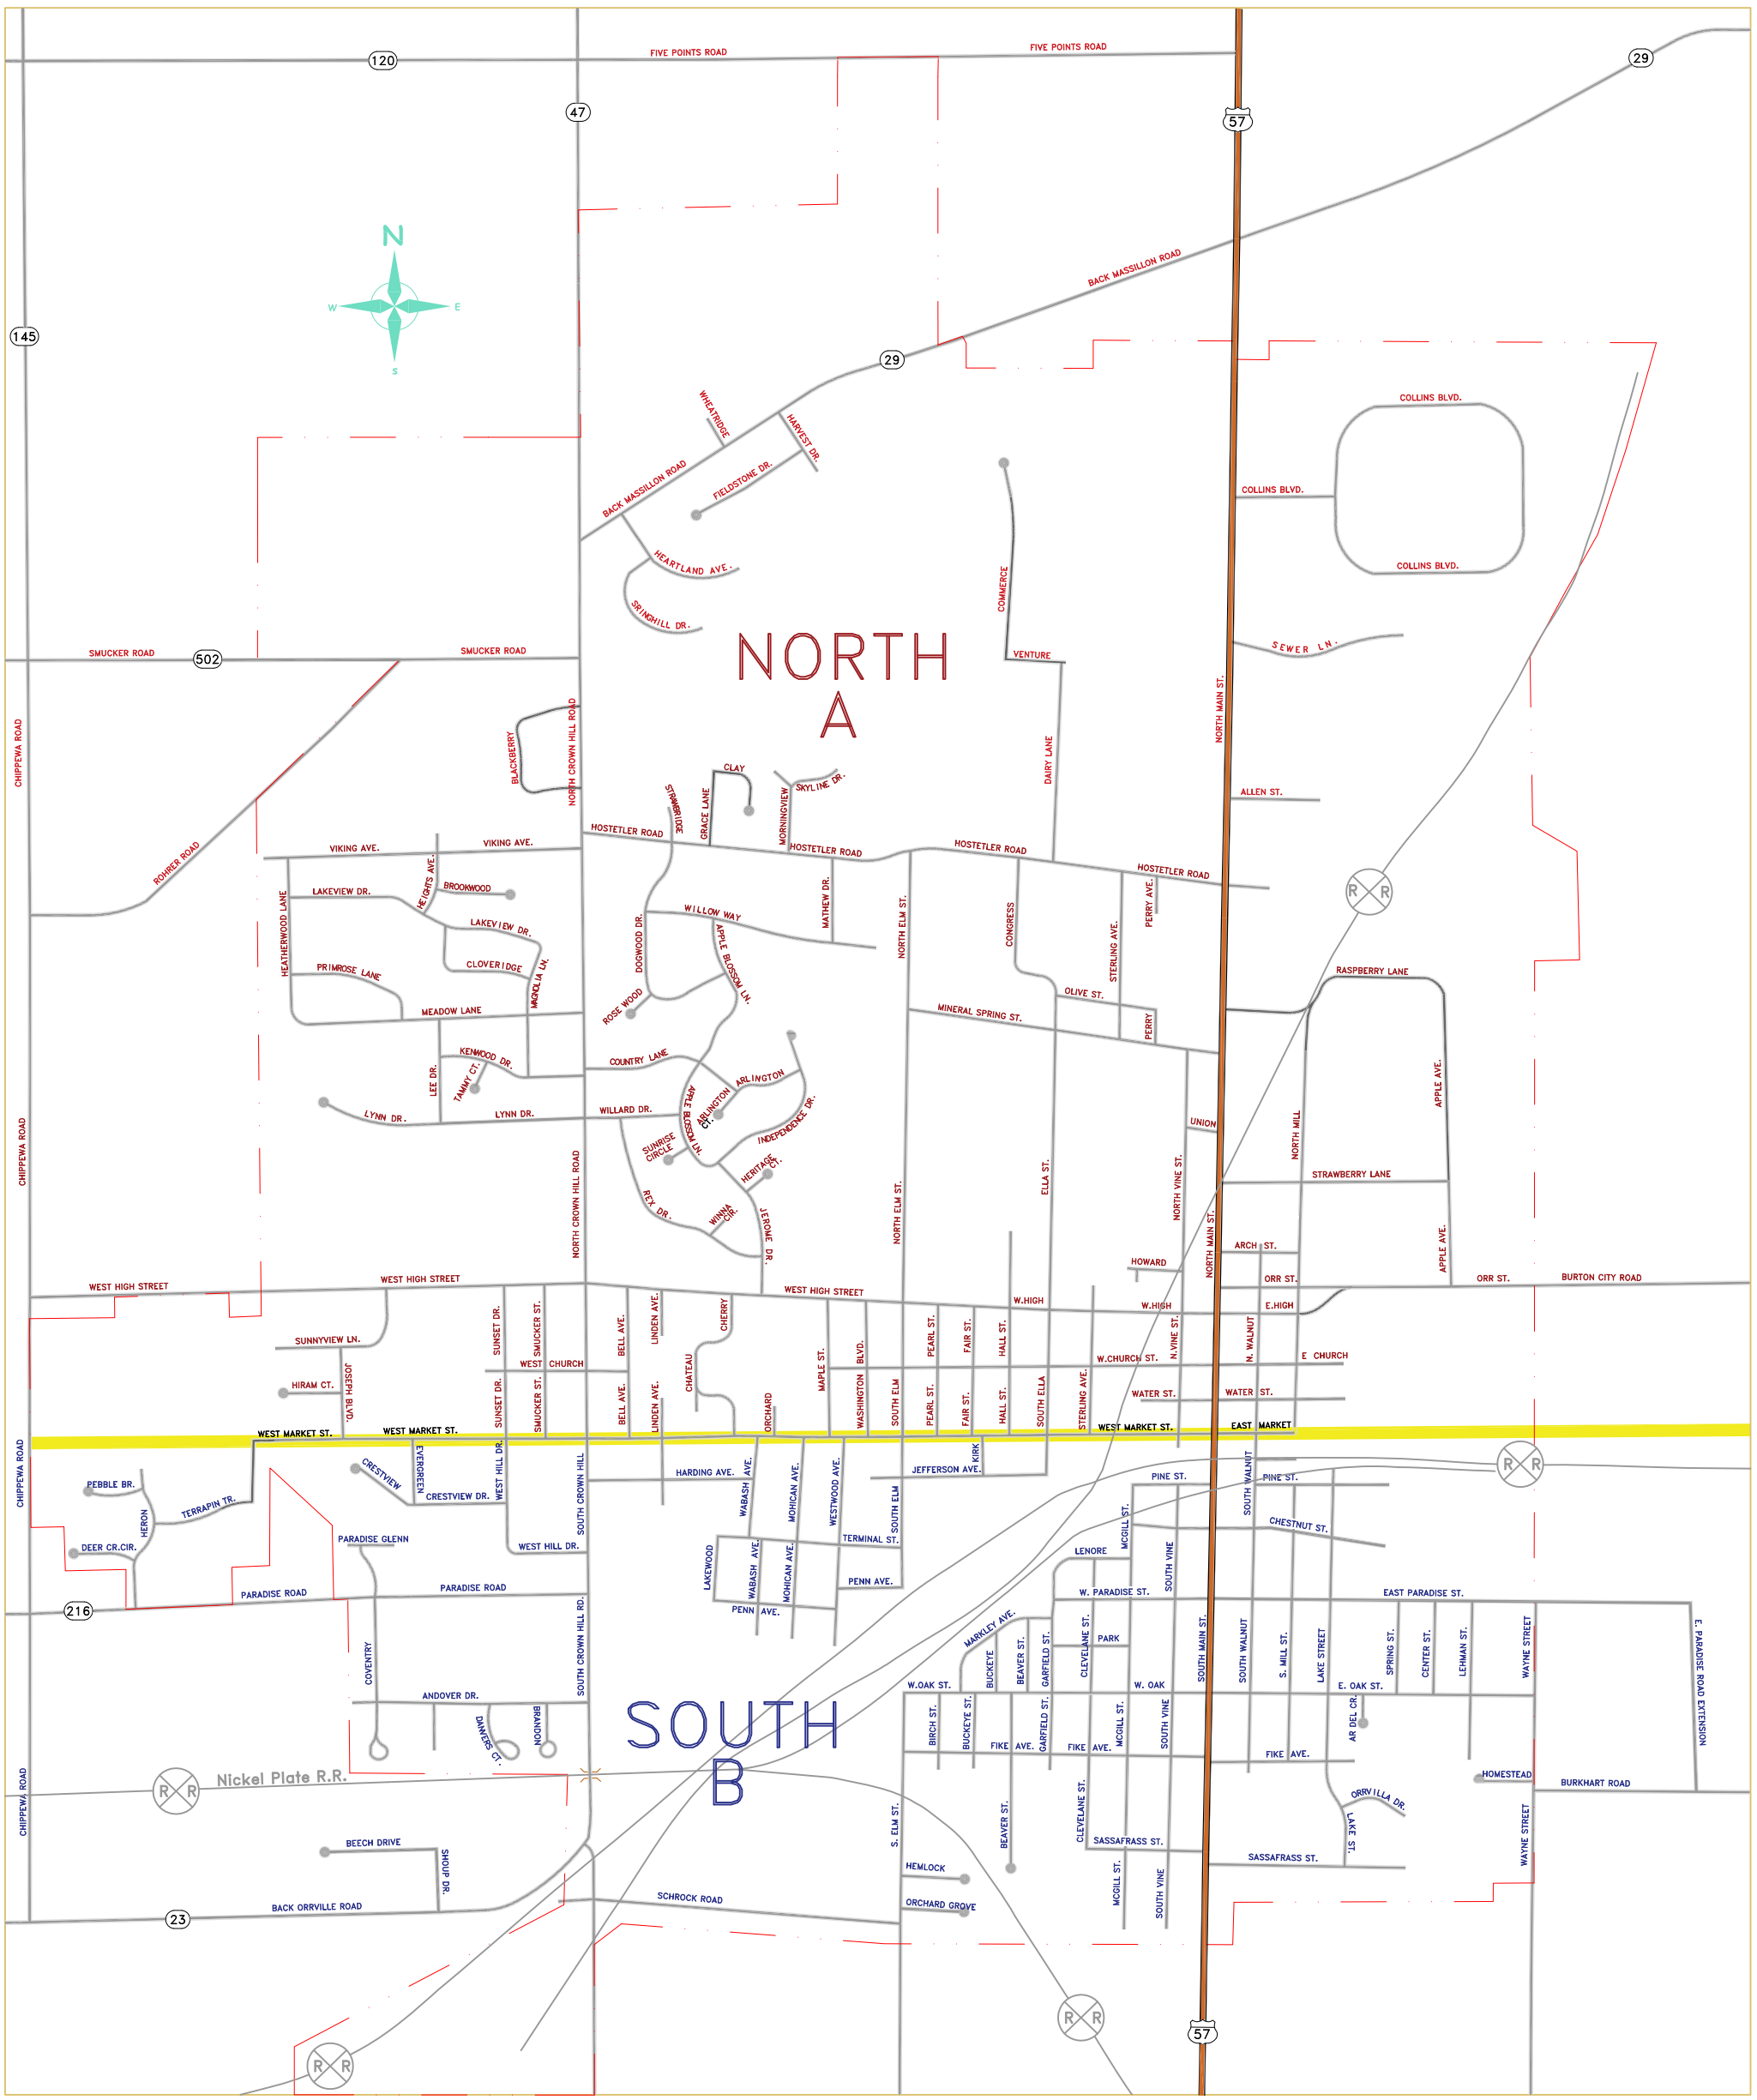 FIVE POINTS ROAD
FIVE POINTS ROAD
120
29
47
57
N
W
E
S
BACK MASSILLON ROAD
145
29
WHEATRIDGE
HARVEST DR.
COLLINS BLVD.
BACK MASSILLON ROAD
FIELDSTONE DR.
COLLINS BLVD.
HEARTLAND AVE.
COLLINS BLVD.
COMMERCE
SRINGHILL DR.
SEWER LN.
NORTH
A
SMUCKER ROAD
502
SMUCKER ROAD
VENTURE
CHIPPEWA ROAD
BLACKBERRY
NORTH CROWN HILL ROAD
NORTH MAIN ST.
DAIRY LANE
CLAY
SKYLINE DR.
STRAWBRIDGE
GRACE LANE
MORNINGVIEW
ALLEN ST.
ROHRER ROAD
VIKING AVE.
VIKING AVE.
HOSTETLER ROAD
HOSTETLER ROAD
HOSTETLER ROAD
HOSTETLER ROAD
LAKEVIEW DR.
HEIGHTS AVE.
BROOKWOOD
MATHEW DR.
PERRY AVE.
R R
HEATHERWOOD LANE
LAKEVIEW DR.
DOGWOOD DR.
WILLOW WAY
NORTH ELM ST.
CONGRESS
STERLING AVE.
PRIMROSE LANE
CLOVERIDGE
MAGNOLIA LN.
APPLE BLOSSOM LN.
RASPBERRY LANE
ROSE WOOD
OLIVE ST.
MEADOW LANE
MINERAL SPRING ST.
PERRY
KENWOOD DR.
COUNTRY LANE
LEE DR.
TAMMY CT.
ARLINGTON
ARLINGTON
CT.
APPLE BLOSSOM LN.
APPLE AVE.
LYNN DR.
LYNN DR.
WILLARD DR.
INDEPENDENCE DR.
UNION
NORTH MILL
SUNRISE
CIRCLE
HERITAGE
CT.
CHIPPEWA ROAD
NORTH CROWN HILL ROAD
REX DR.
WINNA
CIR.
JEROME DR.
NORTH ELM ST.
ELLA ST.
NORTH VINE ST.
STRAWBERRY LANE
NORTH MAIN ST.
ARCH ST.
APPLE AVE.
HOWARD
WEST HIGH STREET
WEST HIGH STREET
WEST HIGH STREET
ORR ST.
ORR ST.
BURTON CITY ROAD
W.HIGH
W.HIGH
E.HIGH
SUNNYVIEW LN.
SUNSET DR.
SMUCKER ST.
BELL AVE.
LINDEN AVE.
CHERRY
PEARL ST.
FAIR ST.
HALL ST.
N.VINE ST.
N. WALNUT
WEST CHURCH
W.CHURCH ST.
E CHURCH
HIRAM CT.
JOSEPH BLVD.
CHATEAU
MAPLE ST.
WASHINGTON BLVD.
WATER ST.
WATER ST.
SUNSET DR.
SMUCKER ST.
BELL AVE.
LINDEN AVE.
ORCHARD
SOUTH ELM
PEARL ST.
FAIR ST.
HALL ST.
SOUTH ELLA
STERLING AVE.
WEST MARKET ST.
WEST MARKET ST.
WEST MARKET ST.
EAST MARKET
CHIPPEWA ROAD
PEBBLE BR.
TERRAPIN TR.
HERON
DEER CR.CIR.
CRESTVIEW
EVERGREEN
CRESTVIEW DR.
WEST HILL DR.
SOUTH CROWN HILL
HARDING AVE.
WABASH AVE.
MOHICAN AVE.
WESTWOOD AVE.
SOUTH ELM
JEFFERSON AVE.
KIRK
PINE ST.
SOUTH WALNUT
PINE ST.
R R
CHESTNUT ST.
MCGILL ST.
PARADISE GLENN
WEST HILL DR.
TERMINAL ST.
LAKEWOOD
WABASH AVE.
MOHICAN AVE.
PENN AVE.
PENN AVE.
LENORE
SOUTH VINE
216
PARADISE ROAD
PARADISE ROAD
W. PARADISE ST.
EAST PARADISE ST.
COVENTRY
SOUTH CROWN HILL RD.
MARKLEY AVE.
BUCKEYE
BEAVER ST.
GARFIELD ST.
CLEVELANE ST.
PARK
SOUTH MAIN ST.
SOUTH WALNUT
S. MILL ST.
LAKE STREET
SPRING ST.
CENTER ST.
LEHMAN ST.
WAYNE STREET
E. PARADISE ROAD EXTENSION
ANDOVER DR.
DANVERS CT.
BRANDON
SOUTH
B
W.OAK ST.
W. OAK
E. OAK ST.
BIRCH ST.
BUCKEYE ST.
GARFIELD ST.
MCGILL ST.
SOUTH VINE
AR DEL CR.
FIKE AVE.
FIKE AVE.
FIKE AVE.
CHIPPEWA ROAD
R R
Nickel Plate R.R.
HOMESTEAD
BURKHART ROAD
ORRVILLA DR.
S. ELM ST.
BEAVER ST.
CLEVELANE ST.
LAKE ST.
WAYNE STREET
BEECH DRIVE
SHOUP DR.
SASSAFRASS ST.
SASSAFRASS ST.
HEMLOCK
MCGILL ST.
SOUTH VINE
23
BACK ORRVILLE ROAD
SCHROCK ROAD
ORCHARD GROVE
R R
57
R R